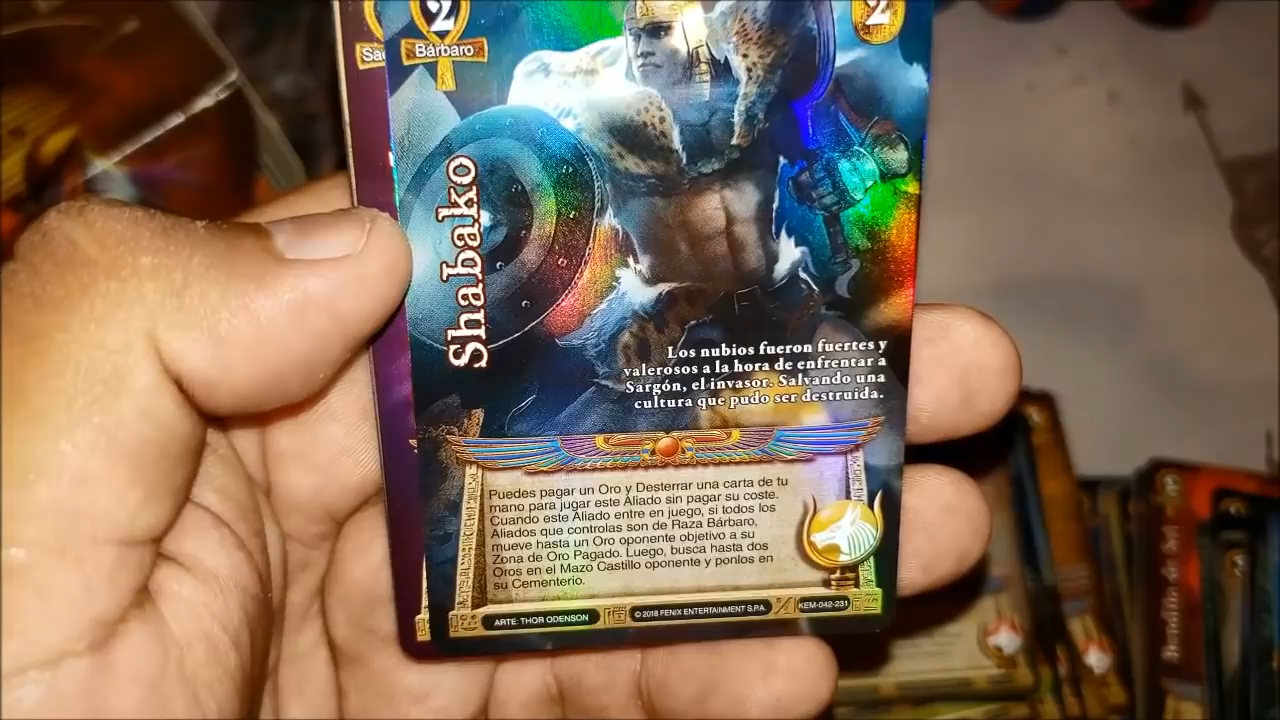 2
2
Bárbaro
Shabako
Los nubios fueron fuertes y
valerosos a la hora de enfrentar a
Sargón, el invasor. Salvando una
cultura que pudo ser destruida.
Puedes pagar un Oro y Desterrar una carta de tu
mano para jugar este Aliado sin pagar su coste.
Cuando este Aliado entre en juego, si todos los
Aliados que controlas son de Raza Bárbaro,
mueve hasta un Oro oponente objetivo a su
Zona de Oro Pagado. Luego, busca hasta dos
Oros en el Mazo Castillo oponente y ponlos en
su Cementerio.
ARTE: THOR ODENSON
© 2018 FENIX ENTERTAINMENT S.P.A.
KEM-042-231